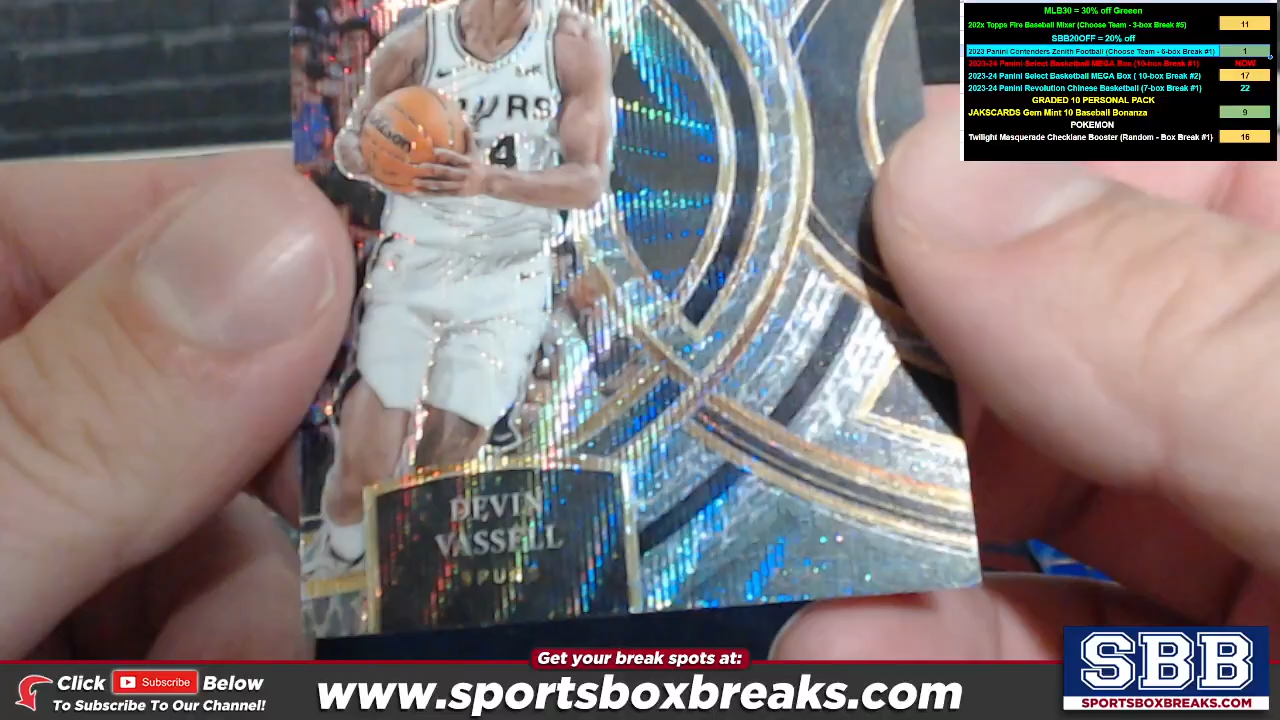 MLB30 = 30% off Greeen
202x Topps Fire Baseball Mixer (Choose Team - 3-box Break #5) 11
SBB20OFF = 20% off
2023 Panini Contenders Zenith Football (Choose Team - 6-box Break #1) 1
2023-24 Panini Select Basketball MEGA Box (10-box Break #1) NOW
2023-24 Panini Select Basketball MEGA Box ( 10-box Break #2) 17
2023-24 Panini Revolution Chinese Basketball (7-box Break #1) 22
GRADED 10 PERSONAL PACK
JAKSCARDS Gem Mint 10 Baseball Bonanza 9
POKEMON
Twilight Masquerade Checklane Booster (Random - Box Break #1) 16
DEVIN
VASSELL
SPURS
Get your break spots at:
Click Subscribe Below
To Subscribe To Our Channel!
www.sportsboxbreaks.com
SBB
SPORTSBOXBREAKS.COM